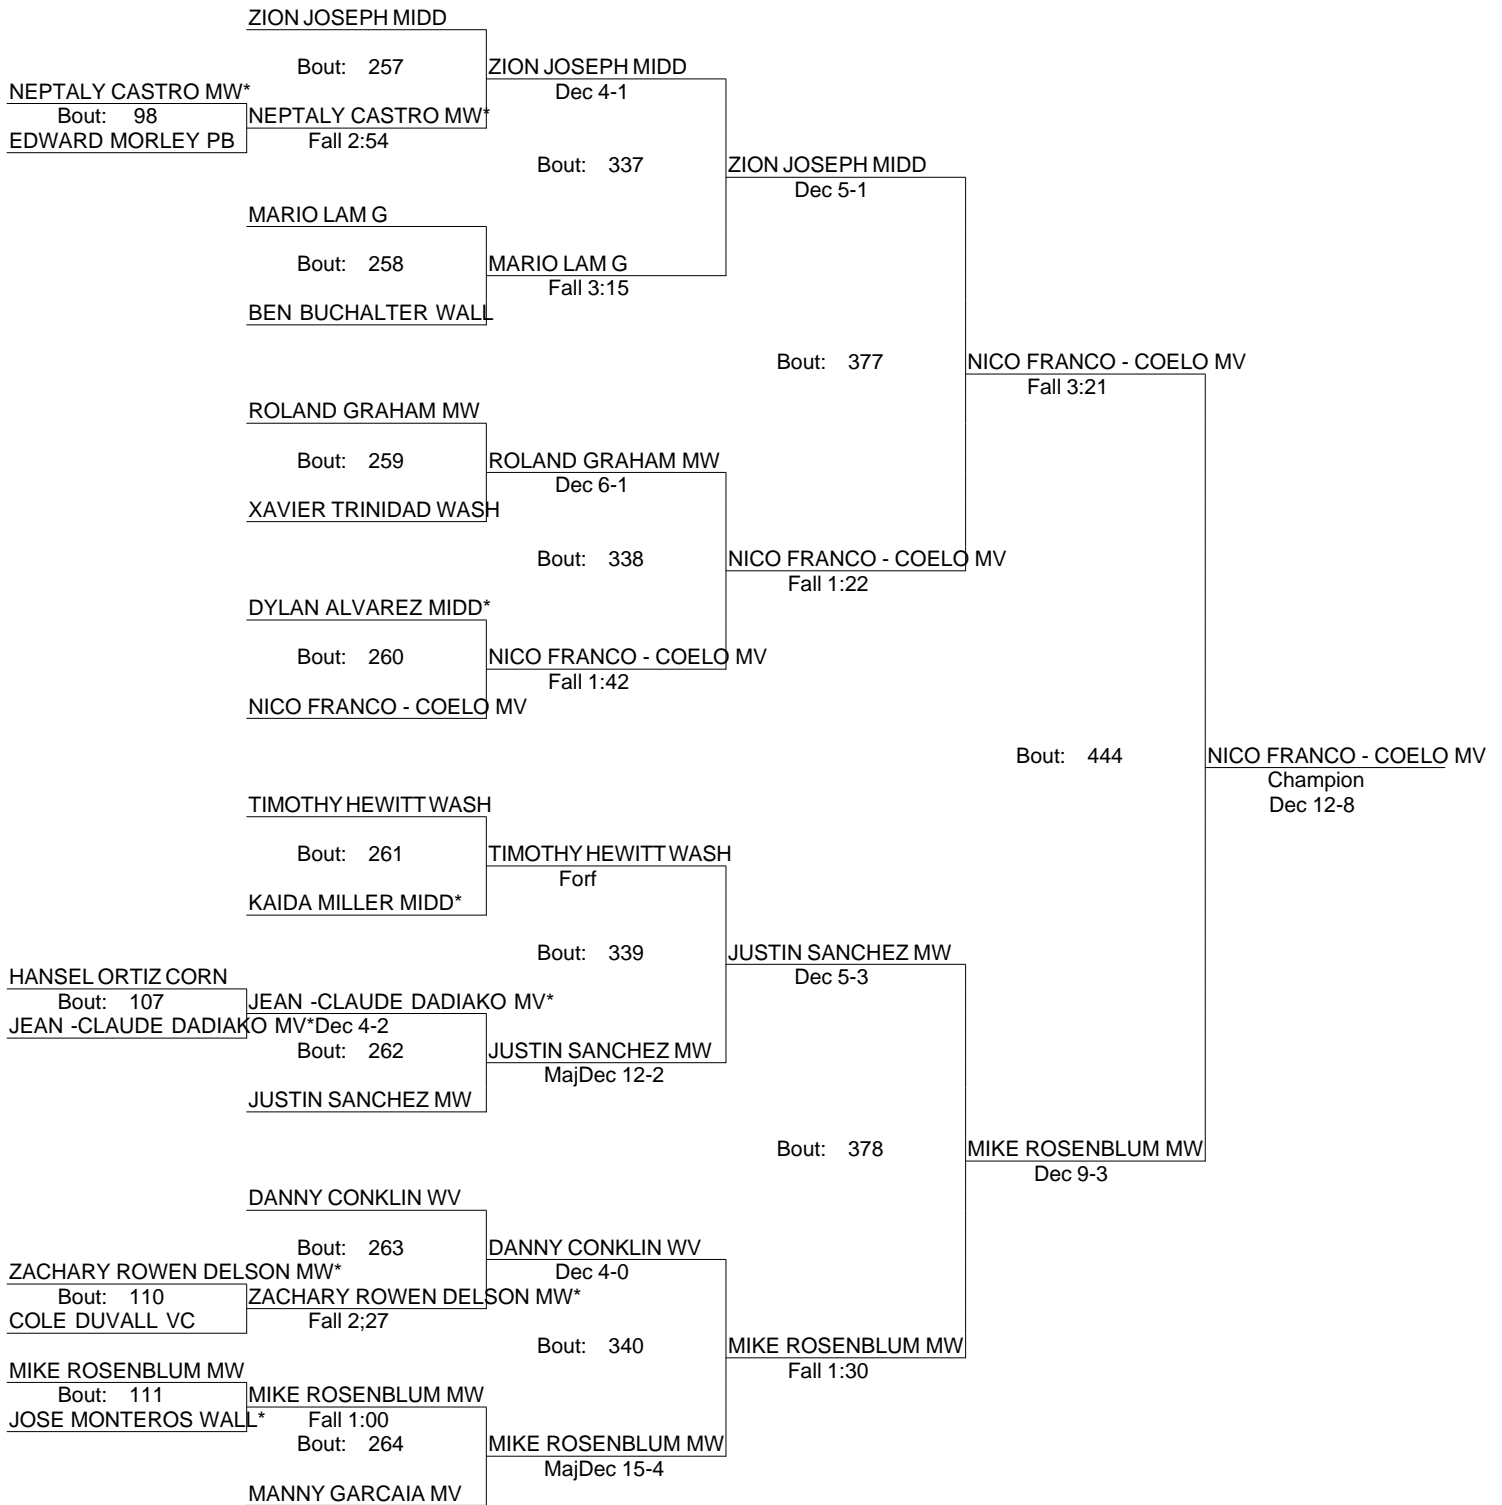 ZION JOSEPH MIDD
Bout: 257
ZION JOSEPH MIDD
Dec 4-1
NEPTALY CASTRO MW*
Bout: 98
EDWARD MORLEY PB
NEPTALY CASTRO MW*
Fall 2:54
Bout: 337
ZION JOSEPH MIDD
Dec 5-1
MARIO LAM G
Bout: 258
MARIO LAM G
Fall 3:15
BEN BUCHALTER WALL
Bout: 377
NICO FRANCO - COELO MV
Fall 3:21
ROLAND GRAHAM MW
Bout: 259
ROLAND GRAHAM MW
Dec 6-1
XAVIER TRINIDAD WASH
Bout: 338
NICO FRANCO - COELO MV
Fall 1:22
DYLAN ALVAREZ MIDD*
Bout: 260
NICO FRANCO - COELO MV
Fall 1:42
NICO FRANCO - COELO MV
Bout: 444
NICO FRANCO - COELO MV
Champion
Dec 12-8
TIMOTHY HEWITT WASH
Bout: 261
TIMOTHY HEWITT WASH
Forf
KAIDA MILLER MIDD*
Bout: 339
JUSTIN SANCHEZ MW
Dec 5-3
HANSEL ORTIZ CORN
Bout: 107
JEAN -CLAUDE DADIAKO MV*
JEAN -CLAUDE DADIAKO MV*
Dec 4-2
Bout: 262
JUSTIN SANCHEZ MW
MajDec 12-2
JUSTIN SANCHEZ MW
Bout: 378
MIKE ROSENBLUM MW
Dec 9-3
DANNY CONKLIN WV
Bout: 263
DANNY CONKLIN WV
Dec 4-0
ZACHARY ROWEN DELSON MW*
Bout: 110
COLE DUVALL VC
ZACHARY ROWEN DELSON MW*
Fall 2;27
Bout: 340
MIKE ROSENBLUM MW
Fall 1:30
MIKE ROSENBLUM MW
Bout: 111
JOSE MONTEROS WALL*
MIKE ROSENBLUM MW
Fall 1:00
Bout: 264
MIKE ROSENBLUM MW
MajDec 15-4
MANNY GARCAIA MV